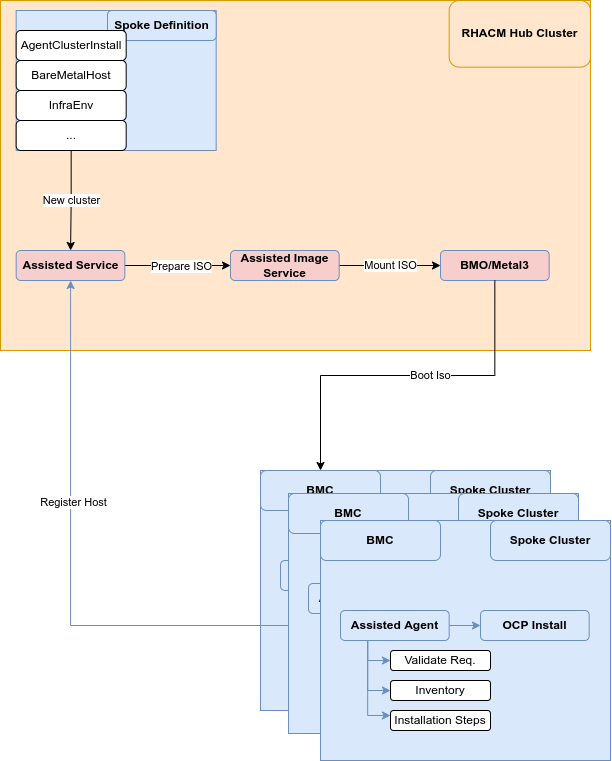 Spoke Definition
RHACM Hub Cluster
AgentClusterInstall
BareMetalHost
InfraEnv
...
New cluster
Assisted Service
Prepare ISO
Assisted Image
Service
Mount ISO
BMO/Metal3
Boot Iso
Register Host
BMC
Spoke Cluster
BMC
Spoke Cluster
BMC
Spoke Cluster
Assisted Agent
OCP Install
Validate Req.
Inventory
Installation Steps